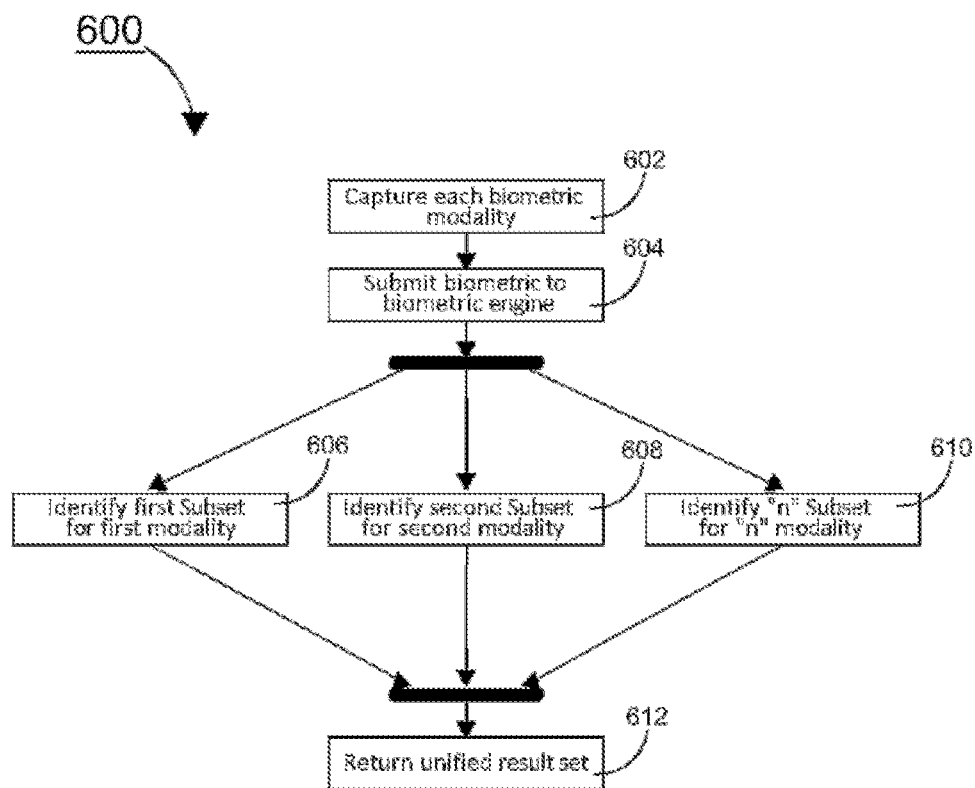 600
602
Capture each biometric
modality
604
Submit biometric to
biometric engine
606
608
610
Identify first Subset
for first modality
Identify second Subset
for second modality
Identify "n" Subset
for "n" modality
612
Return unified result set